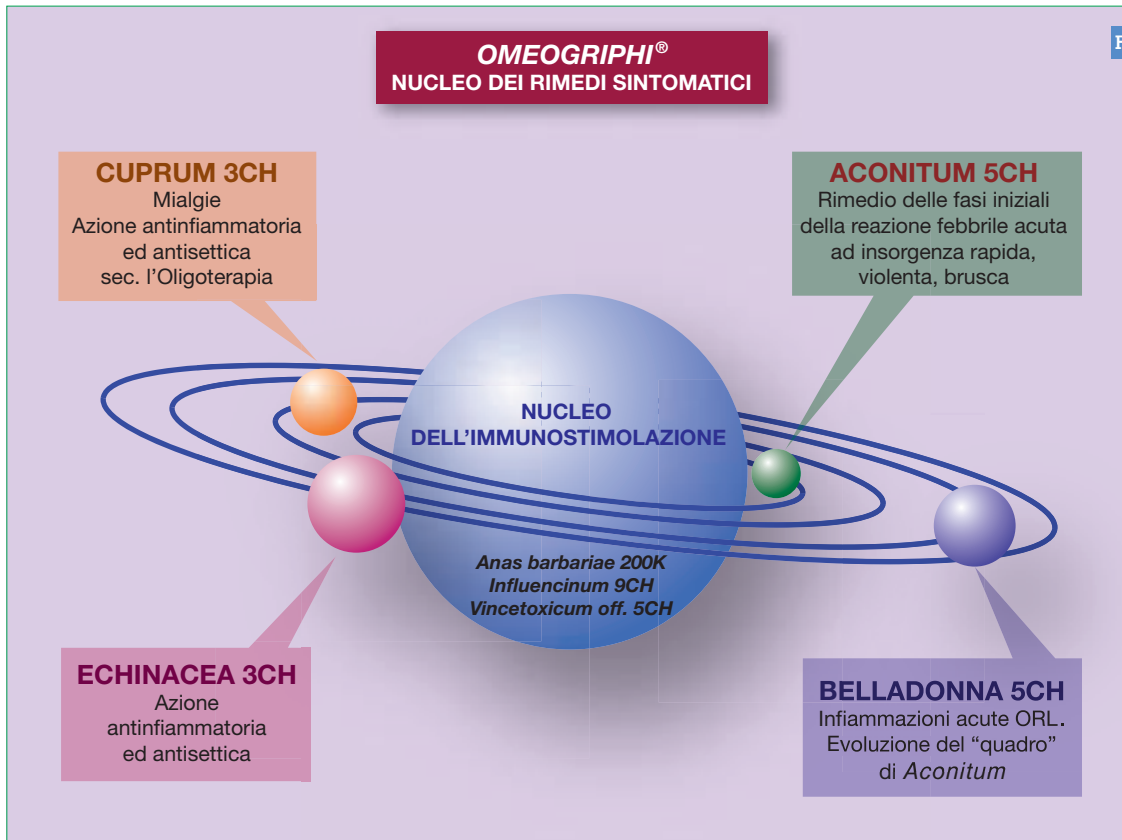 OMEOGRIPHI®
NUCLEO DEI RIMEDI SINTOMATICI
CUPRUM 3CH
Mialgie
Azione antinfiammatoria
ed antisettica
sec. l'Oligoterapia
ACONITUM 5CH
Rimedio delle fasi iniziali
della reazione febbrile acuta
ad insorgenza rapida,
violenta, brusca
NUCLEO
DELL'IMMUNOSTIMOLAZIONE
Anas barbariae 200K
Influencinum 9CH
Vincetoxicum off. 5CH
ECHINACEA 3CH
Azione
antinfiammatoria
ed antisettica
BELLADONNA 5CH
Infiammazioni acute ORL.
Evoluzione del “quadro”
di Aconitum